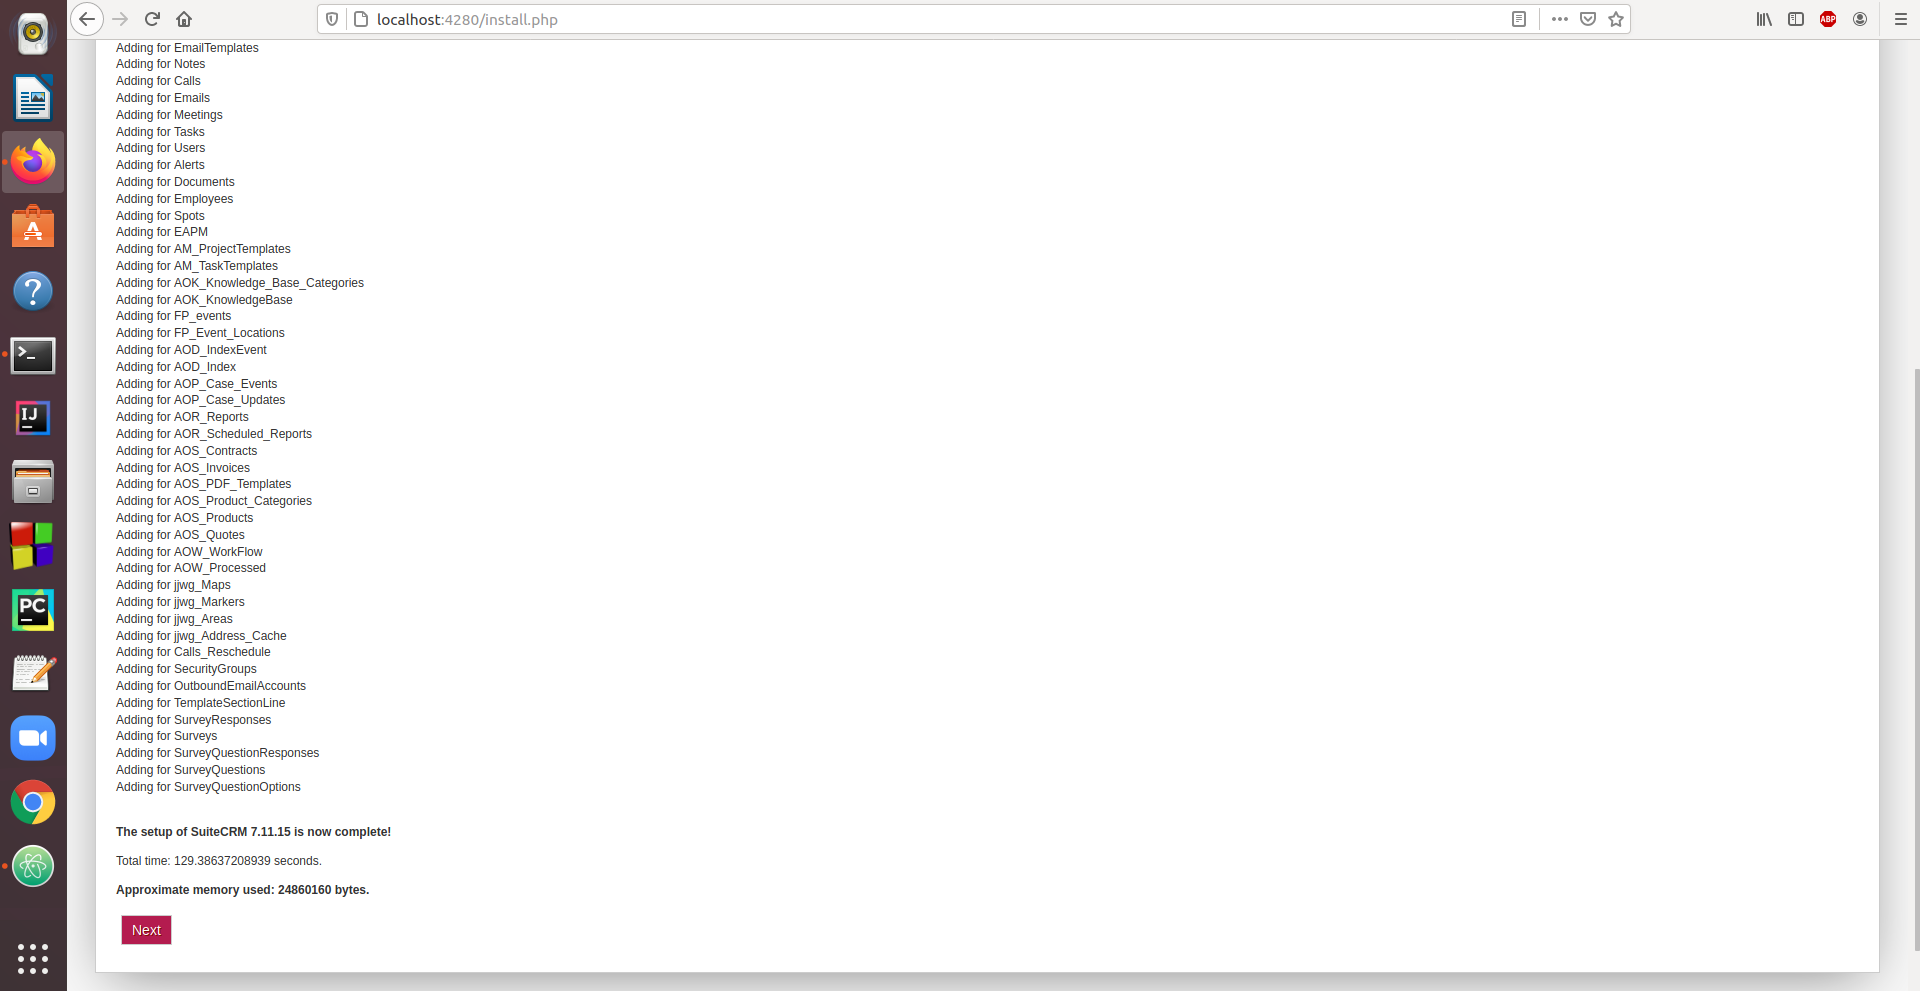 localhost:4280/install.php
ABP
Adding for EmailTemplates
Adding for Notes
Adding for Calls
Adding for Emails
Adding for Meetings
Adding for Tasks
Adding for Users
Adding for Alerts
Adding for Documents
Adding for Employees
Adding for Spots
Adding for EAPM
Adding for AM_ProjectTemplates
Adding for AM_TaskTemplates
Adding for AOK_Knowledge_Base_Categories
Adding for AOK_KnowledgeBase
Adding for FP_events
Adding for FP_Event_Locations
Adding for AOD_IndexEvent
Adding for AOD_Index
Adding for AOP_Case_Events
Adding for AOP_Case_Updates
Adding for AOR_Reports
Adding for AOR_Scheduled_Reports
Adding for AOS_Contracts
Adding for AOS_Invoices
Adding for AOS_PDF_Templates
Adding for AOS_Product_Categories
Adding for AOS_Products
Adding for AOS_Quotes
Adding for AOW_WorkFlow
Adding for AOW_Processed
Adding for jjwg_Maps
Adding for jjwg_Markers
Adding for jjwg_Areas
Adding for jjwg_Address_Cache
Adding for Calls_Reschedule
Adding for SecurityGroups
Adding for OutboundEmailAccounts
Adding for TemplateSectionLine
Adding for SurveyResponses
Adding for Surveys
Adding for SurveyQuestionResponses
Adding for SurveyQuestions
Adding for SurveyQuestionOptions
The setup of SuiteCRM 7.11.15 is now complete!
Total time: 129.38637208939 seconds.
Approximate memory used: 24860160 bytes.
Next
IJ
PC